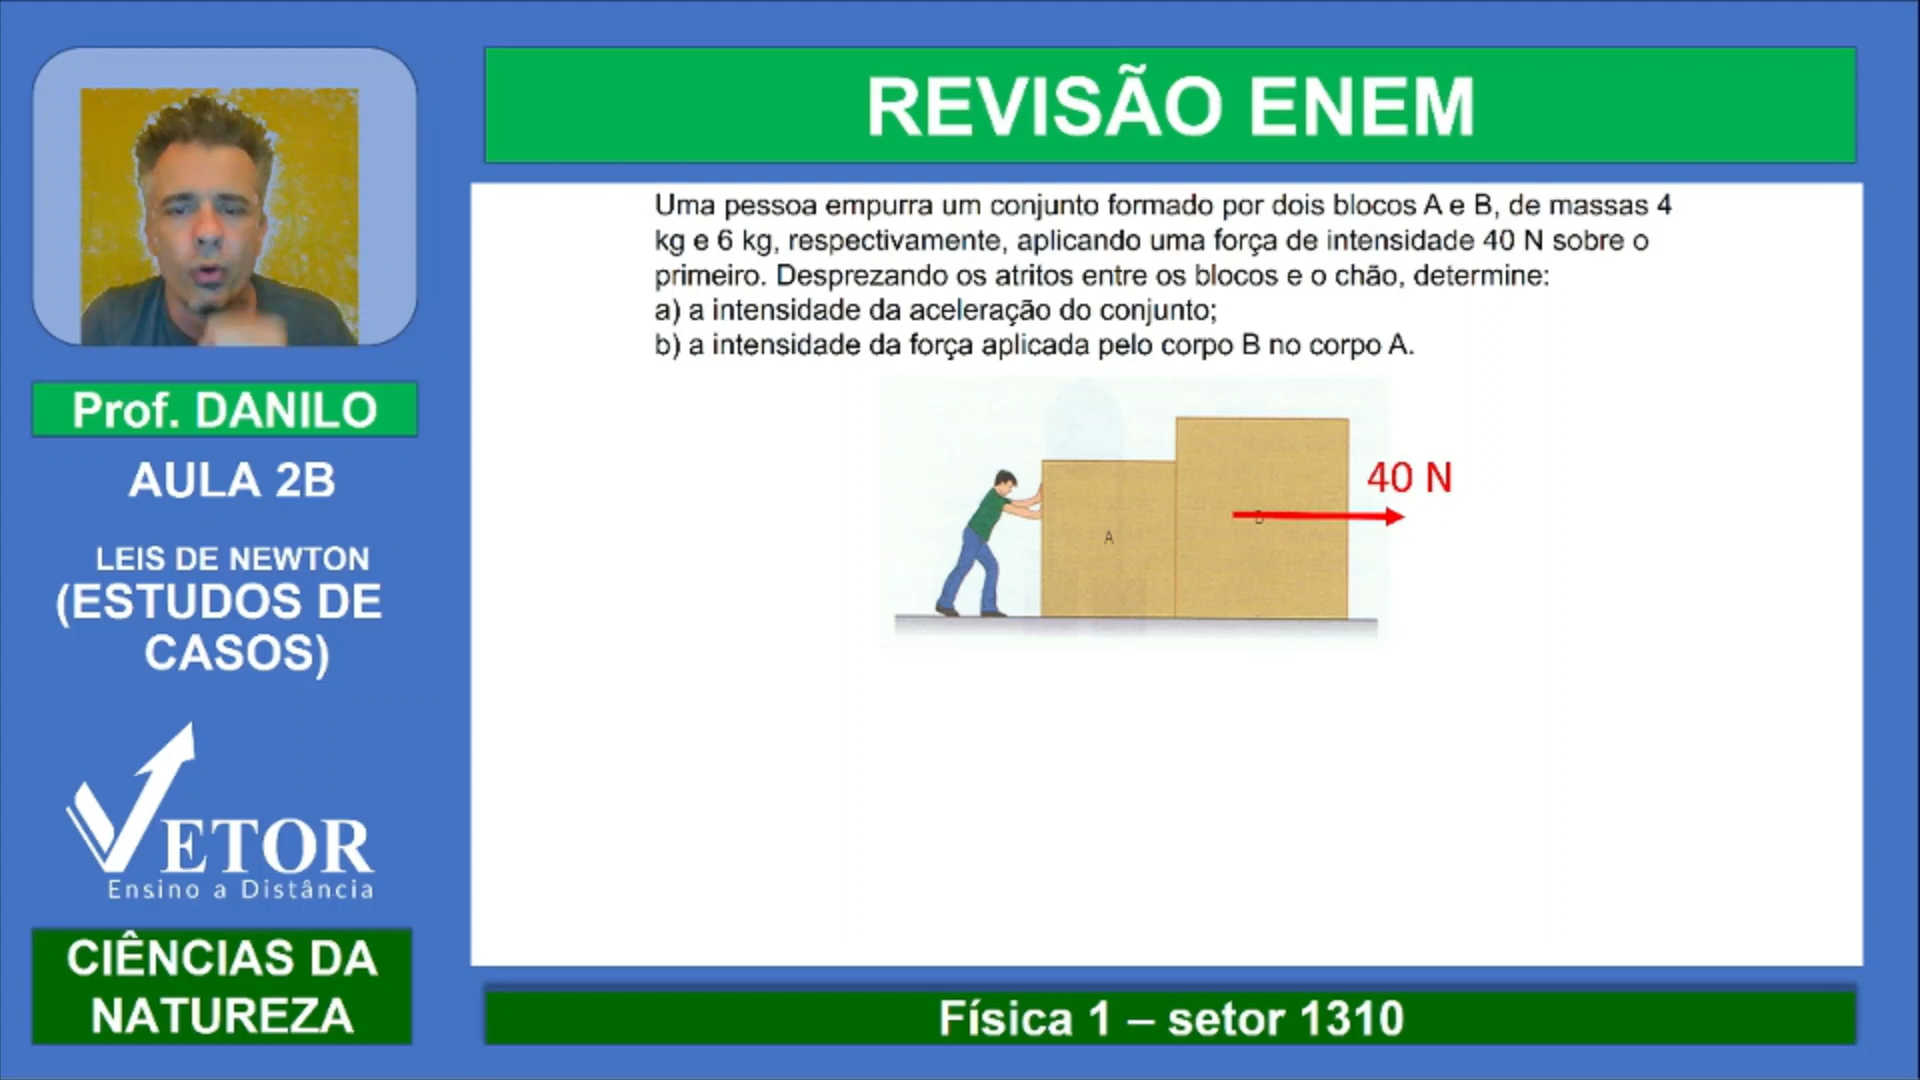 REVISÃO ENEM
Uma pessoa empurra um conjunto formado por dois blocos A e B, de massas 4
kg e 6 kg, respectivamente, aplicando uma força de intensidade 40 N sobre o
primeiro. Desprezando os atritos entre os blocos e o chão, determine:
a) a intensidade da aceleração do conjunto;
b) a intensidade da força aplicada pelo corpo B no corpo A.
40 N
A
B
Prof. DANILO
AULA 2B
LEIS DE NEWTON
(ESTUDOS DE
CASOS)
VETOR
Ensino a Distância
CIÊNCIAS DA
NATUREZA
Física 1 – setor 1310